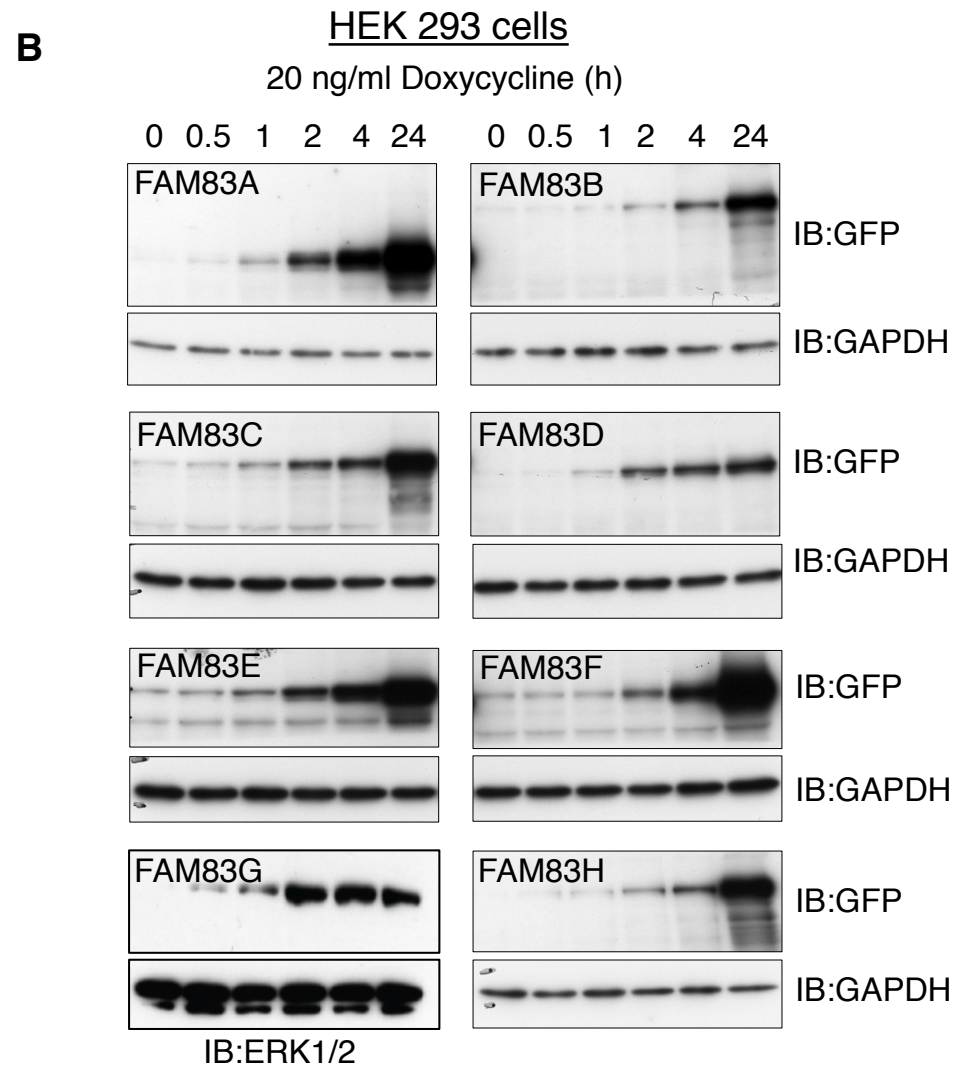 B
HEK 293 cells
20 ng/ml Doxycycline (h)
0 0.5 1 2 4 24 0 0.5 1 2 4 24
FAM83A FAM83B IB:GFP
IB:GAPDH
FAM83C FAM83D IB:GFP
IB:GAPDH
FAM83E FAM83F IB:GFP
IB:GAPDH
FAM83G FAM83H IB:GFP
IB:GAPDH
IB:ERK1/2